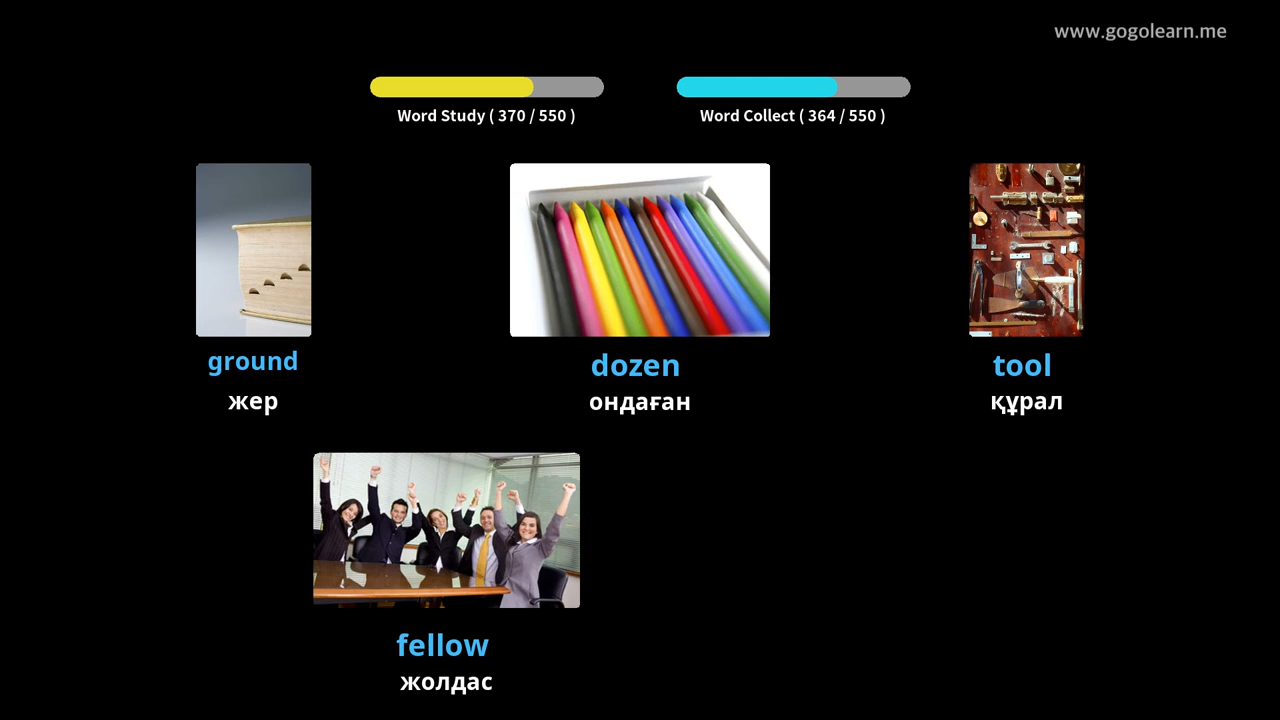 www.gogolearn.me
Word Study ( 370 / 550 )
Word Collect ( 364 / 550 )
ground
жер
dozen
ондаған
tool
құрал
fellow
жолдас